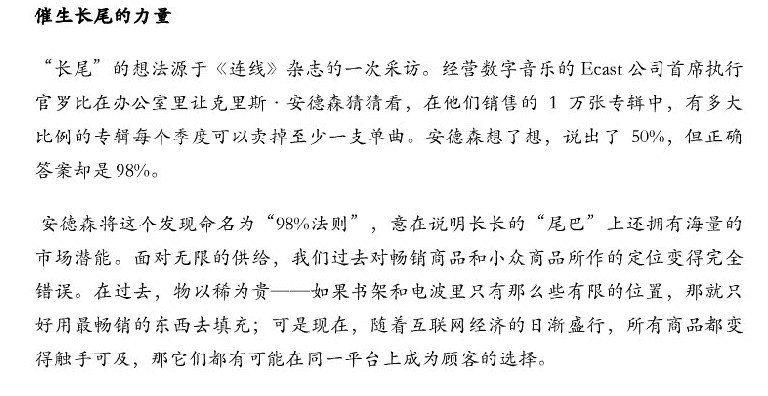 催生长尾的力量
“长尾”的想法源于《连线》杂志的一次采访。经营数字音乐的 Ecast 公司首席执行
官罗比在办公室里让克里斯·安德森猜猜看，在他们销售的 1 万张专辑中，有多大
比例的专辑每个季度可以卖掉至少一支单曲。安德森想了想，说出了 50%，但正确
答案却是 98%。
安德森将这个发现命名为“98%法则”，意在说明长长的“尾巴”上还拥有海量的
市场潜能。面对无限的供给，我们过去对畅销商品和小众商品所作的定位变得完全
错误。在过去，物以稀为贵——如果书架和电波里只有那么些有限的位置，那就只
好用最畅销的东西去填充；可是现在，随着互联网经济的日渐盛行，所有商品都变
得触手可及，那它们都有可能在同一平台上成为顾客的选择。